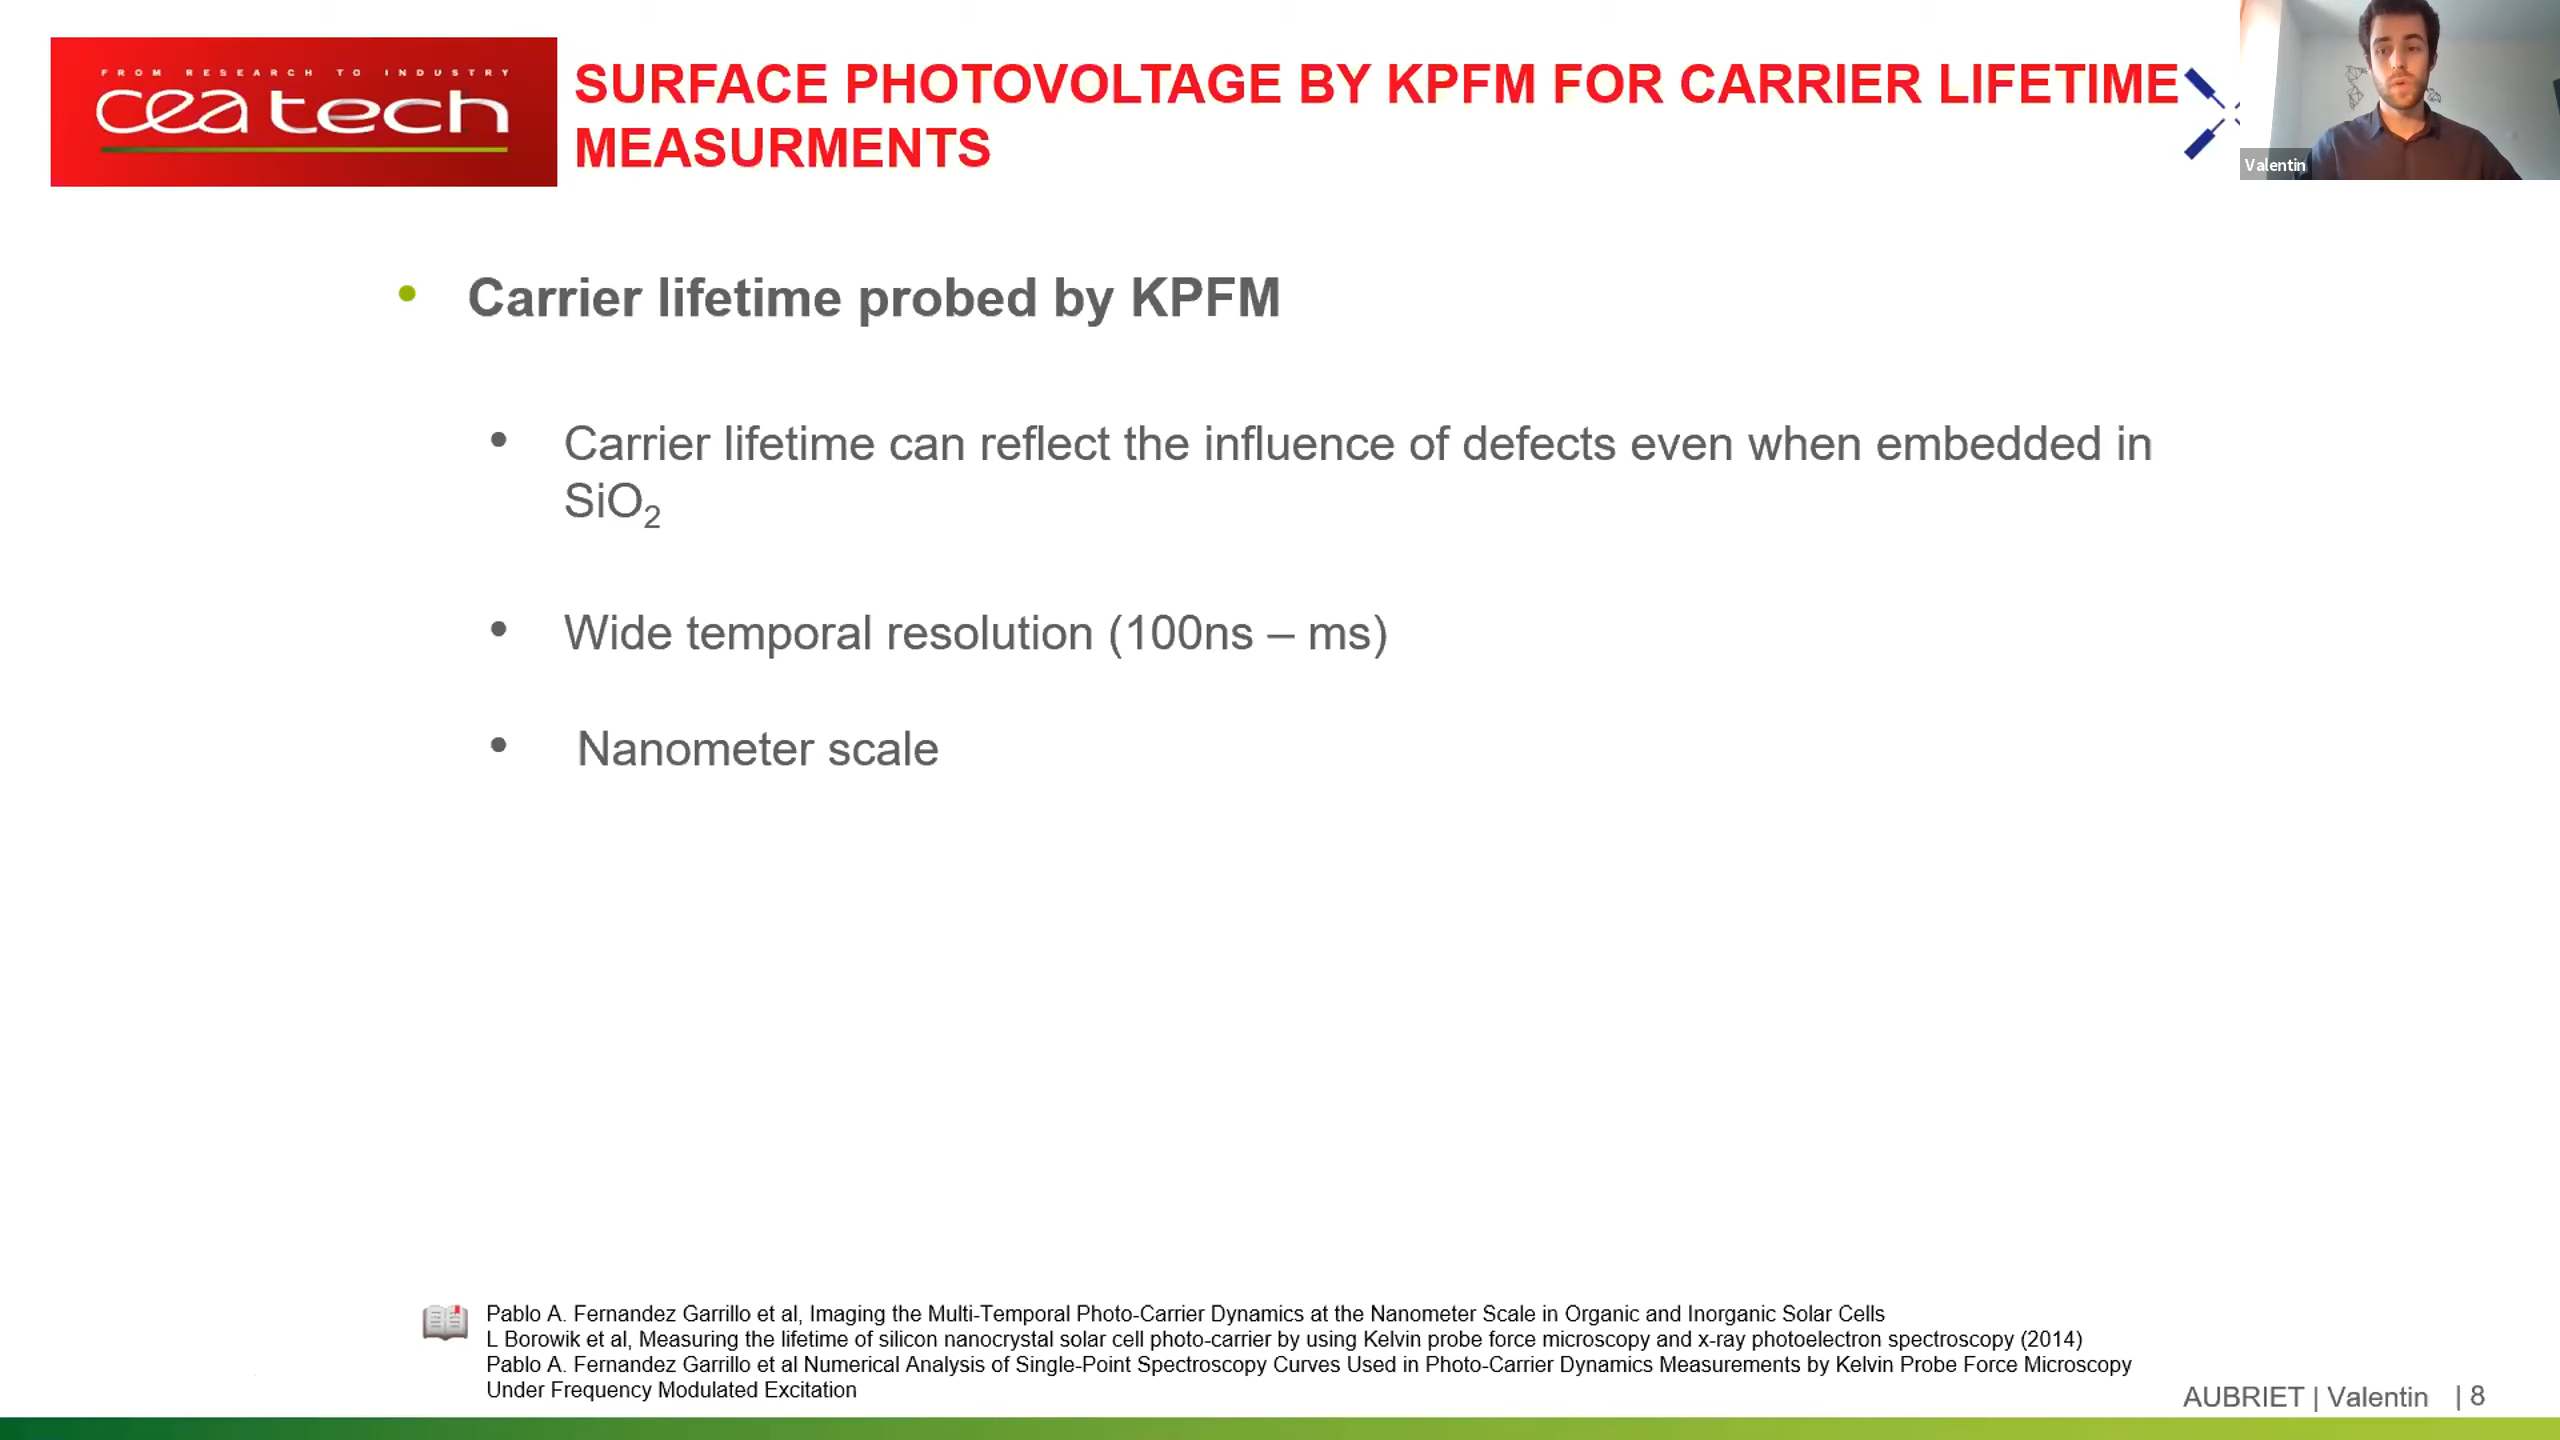 FROM RESEARCH TO INDUSTRY
cea tech
SURFACE PHOTOVOLTAGE BY KPFM FOR CARRIER LIFETIME
MEASURMENTS
Valentin
• Carrier lifetime probed by KPFM
• Carrier lifetime can reflect the influence of defects even when embedded in
SiO₂
• Wide temporal resolution (100ns – ms)
• Nanometer scale
Pablo A. Fernandez Garrillo et al, Imaging the Multi-Temporal Photo-Carrier Dynamics at the Nanometer Scale in Organic and Inorganic Solar Cells
L Borowik et al, Measuring the lifetime of silicon nanocrystal solar cell photo-carrier by using Kelvin probe force microscopy and x-ray photoelectron spectroscopy (2014)
Pablo A. Fernandez Garrillo et al Numerical Analysis of Single-Point Spectroscopy Curves Used in Photo-Carrier Dynamics Measurements by Kelvin Probe Force Microscopy
Under Frequency Modulated Excitation
AUBRIET | Valentin | 8